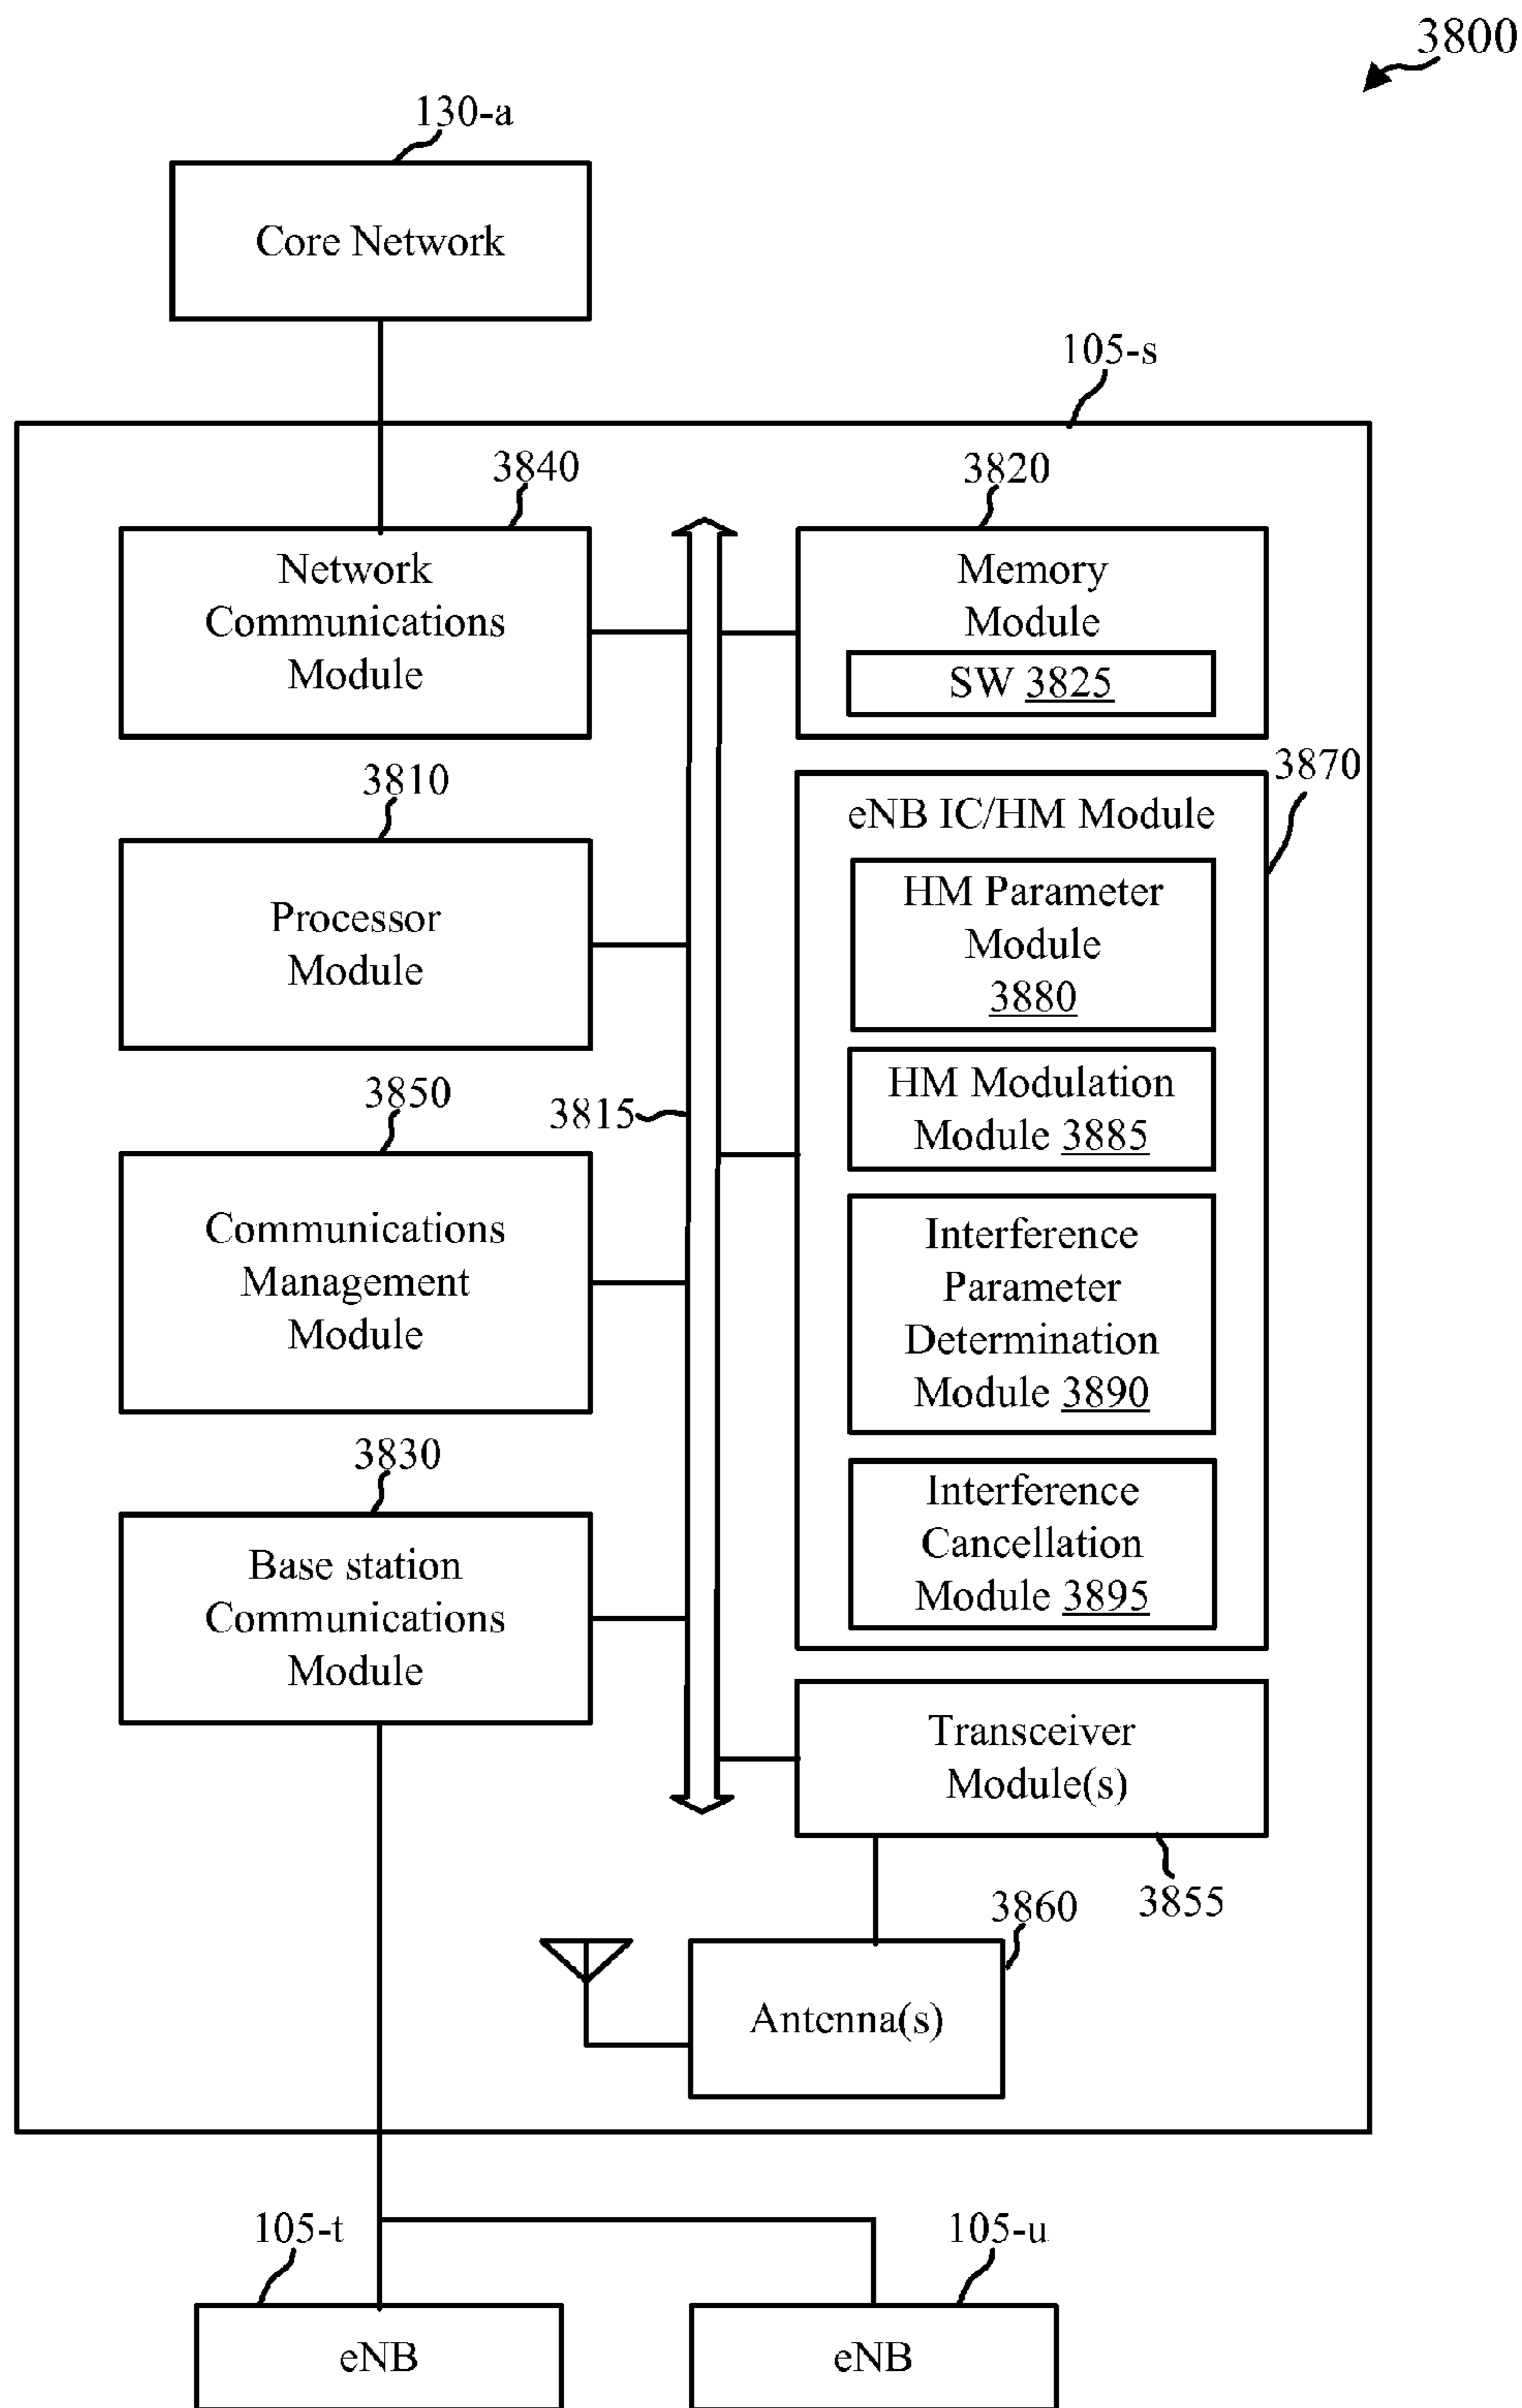 3800
130-a
Core Network
105-s
3840
Network
Communications
Module
3820
Memory
Module
SW 3825
3810
Processor
Module
3870
eNB IC/HM Module
HM Parameter
Module
3880
HM Modulation
Module 3885
3815
3850
Communications
Management
Module
Interference
Parameter
Determination
Module 3890
3830
Base station
Communications
Module
Interference
Cancellation
Module 3895
Transceiver
Module(s)
3855
3860
Antenna(s)
105-t
eNB
105-u
eNB